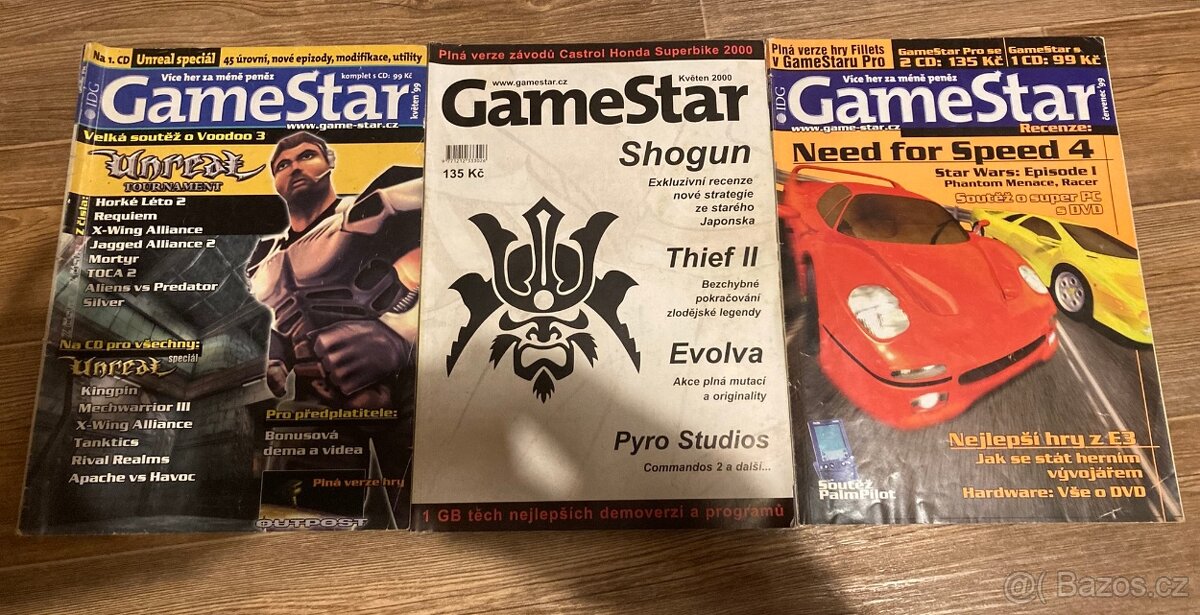 Na 1. CD
Unreal speciál
45 úrovní, nové epizody, modifikace, utility
Více her za méně peněz
komplet s CD: 99 Kč
IDG
GameStar
květen '99
www.game-star.cz
Velká soutěž o Voodoo 3
Unreal
TOURNAMENT
Z čísla:
Horké Léto 2
Requiem
X-Wing Alliance
Jagged Alliance 2
Mortyr
TOCA 2
Aliens vs Predator
Silver
Na CD pro všechny:
Unreal speciál
Kingpin
Mechwarrior III
X-Wing Alliance
Tanktics
Rival Realms
Apache vs Havoc
Pro předplatitele:
Bonusová
dema a videa
Plná verze hry
OUTPOST
Plná verze závodů Castrol Honda Superbike 2000
www.gamestar.cz
Květen 2000
GameStar
9 771212 333026
135 Kč
Shogun
Exkluzivní recenze
nové strategie
ze starého
Japonska
Thief II
Bezchybné
pokračování
zlodějské legendy
Evolva
Akce plná mutací
a originality
Pyro Studios
Commandos 2 a další...
1 GB těch nejlepších demoverzí a programů
Plná verze hry Fillets
v GameStaru Pro
GameStar Pro se
2 CD: 135 Kč
GameStar s
1 CD: 99 Kč
Více her za méně peněz
IDG
GameStar
červenec '99
www.game-star.cz
Recenze:
Need for Speed 4
Star Wars: Episode I
Phantom Menace, Racer
Soutěž o super PC
s DVD
Nejlepší hry z E3
Jak se stát herním
vývojářem
Hardware: Vše o DVD
Soutěž
PalmPilot
@( Bazos.cz